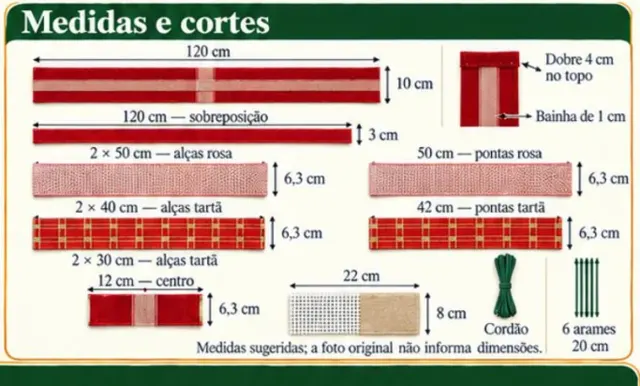 Medidas e cortes
120 cm
10 cm
Dobre 4 cm
no topo
Bainha de 1 cm
120 cm — sobreposição
3 cm
2 × 50 cm — alças rosa
6,3 cm
50 cm — pontas rosa
6,3 cm
2 × 40 cm — alças tartã
6,3 cm
42 cm — pontas tartã
6,3 cm
2 × 30 cm — alças tartã
12 cm — centro
6,3 cm
22 cm
8 cm
Cordão
6 arames
20 cm
Medidas sugeridas; a foto original não informa dimensões.